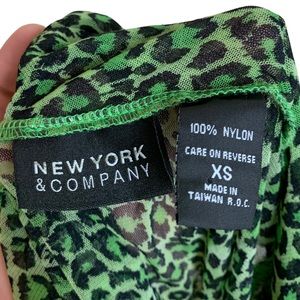 NEW YORK
& COMPANY
100% NYLON
CARE ON REVERSE
XS
MADE IN
TAIWAN R.O.C.